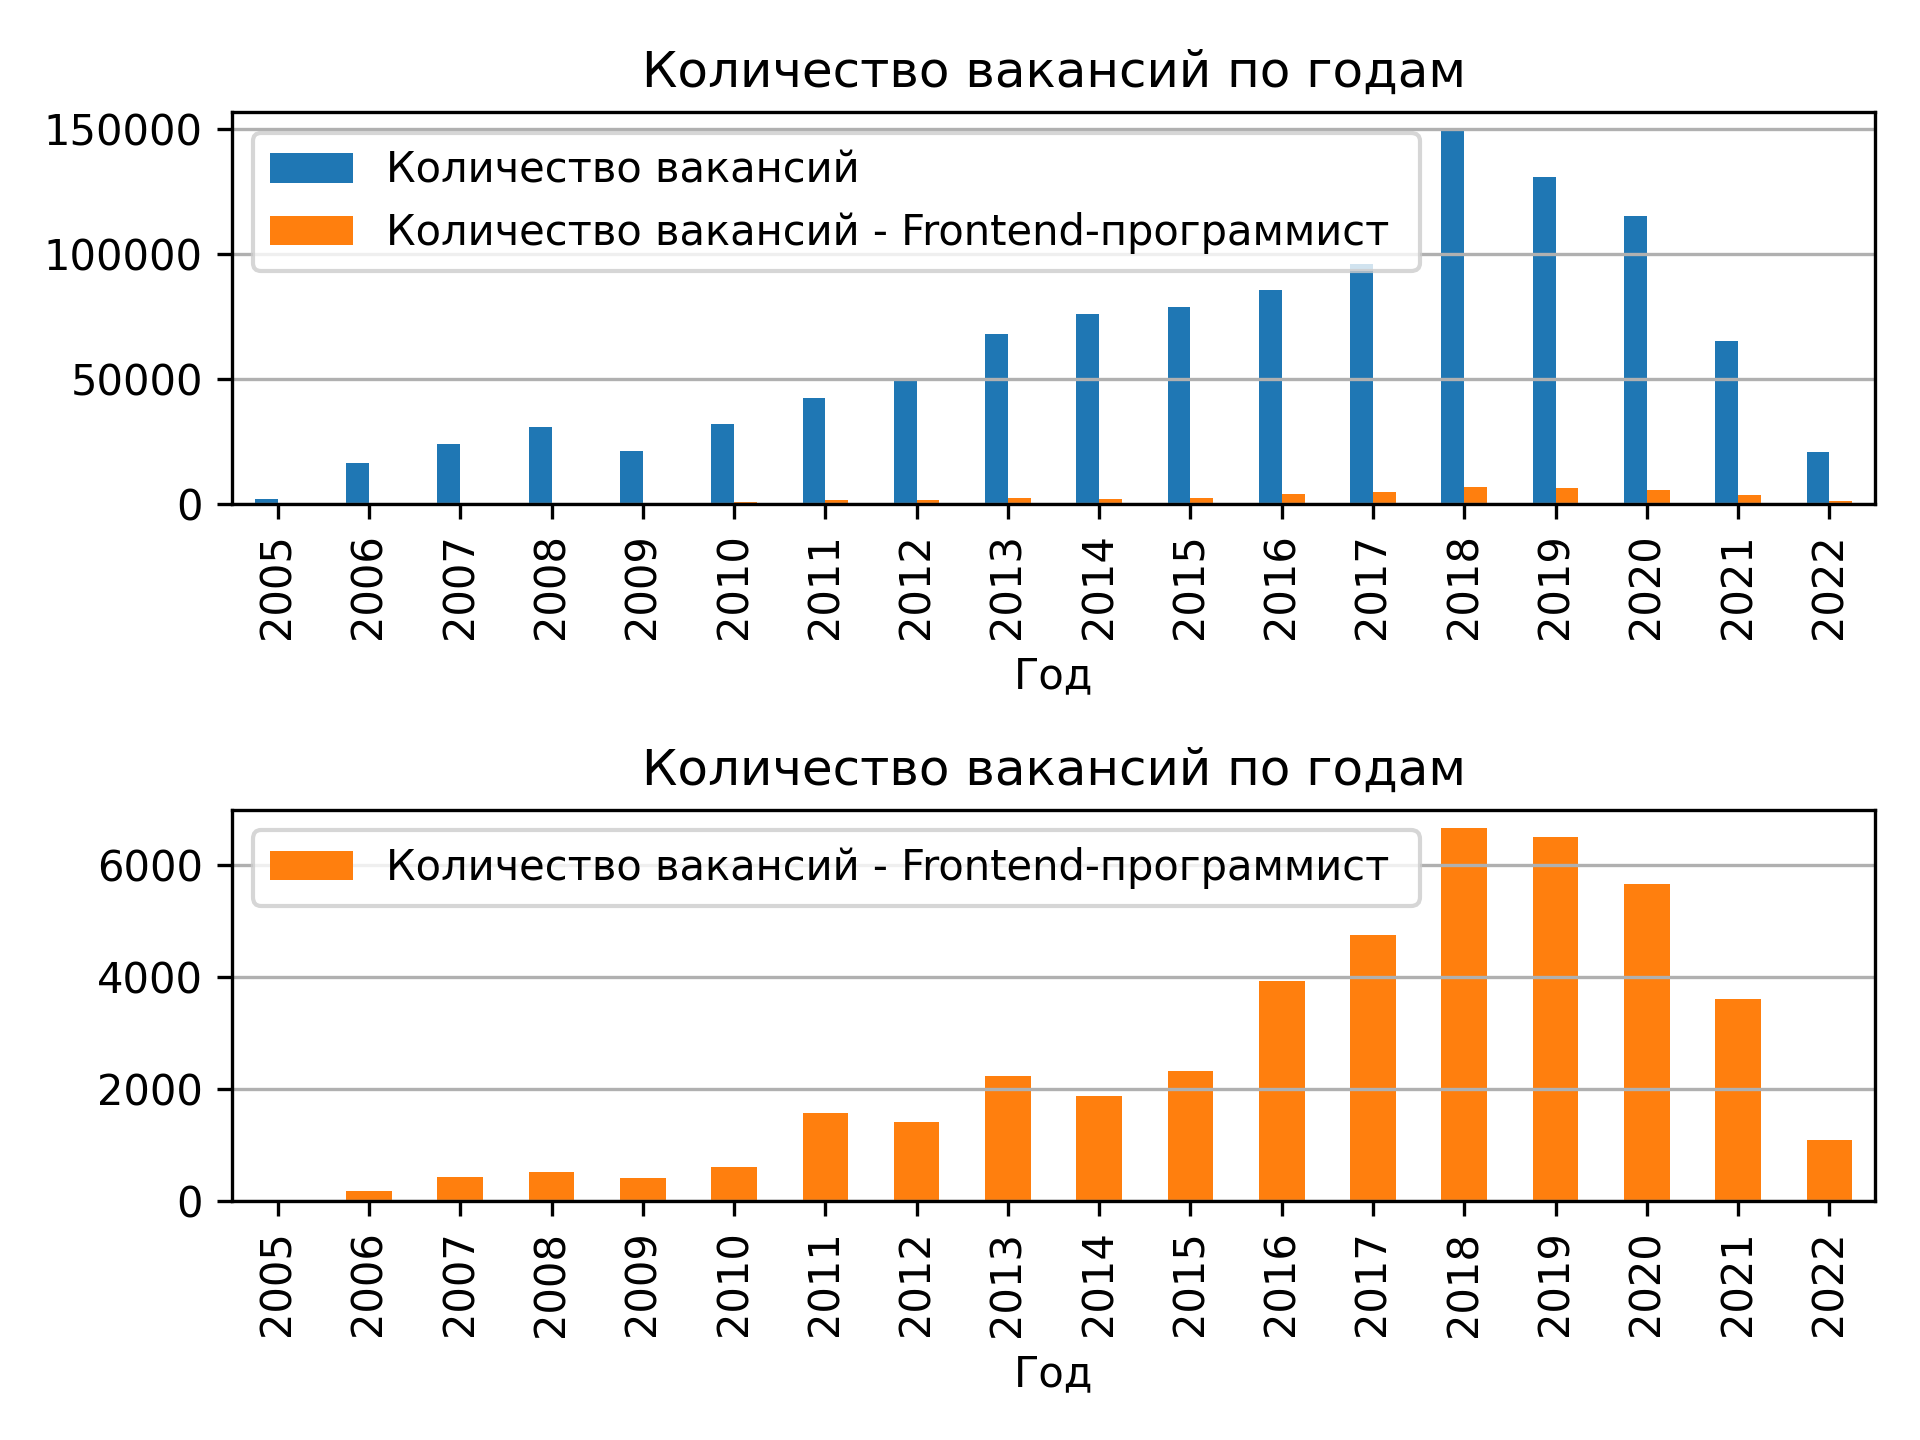 Количество вакансий по годам
150000
100000
50000
0
Количество вакансий
Количество вакансий - Frontend-программист
2005 2006 2007 2008 2009 2010 2011 2012 2013 2014 2015 2016 2017 2018 2019 2020 2021 2022
Год
Количество вакансий по годам
6000
4000
2000
0
Количество вакансий - Frontend-программист
2005 2006 2007 2008 2009 2010 2011 2012 2013 2014 2015 2016 2017 2018 2019 2020 2021 2022
Год